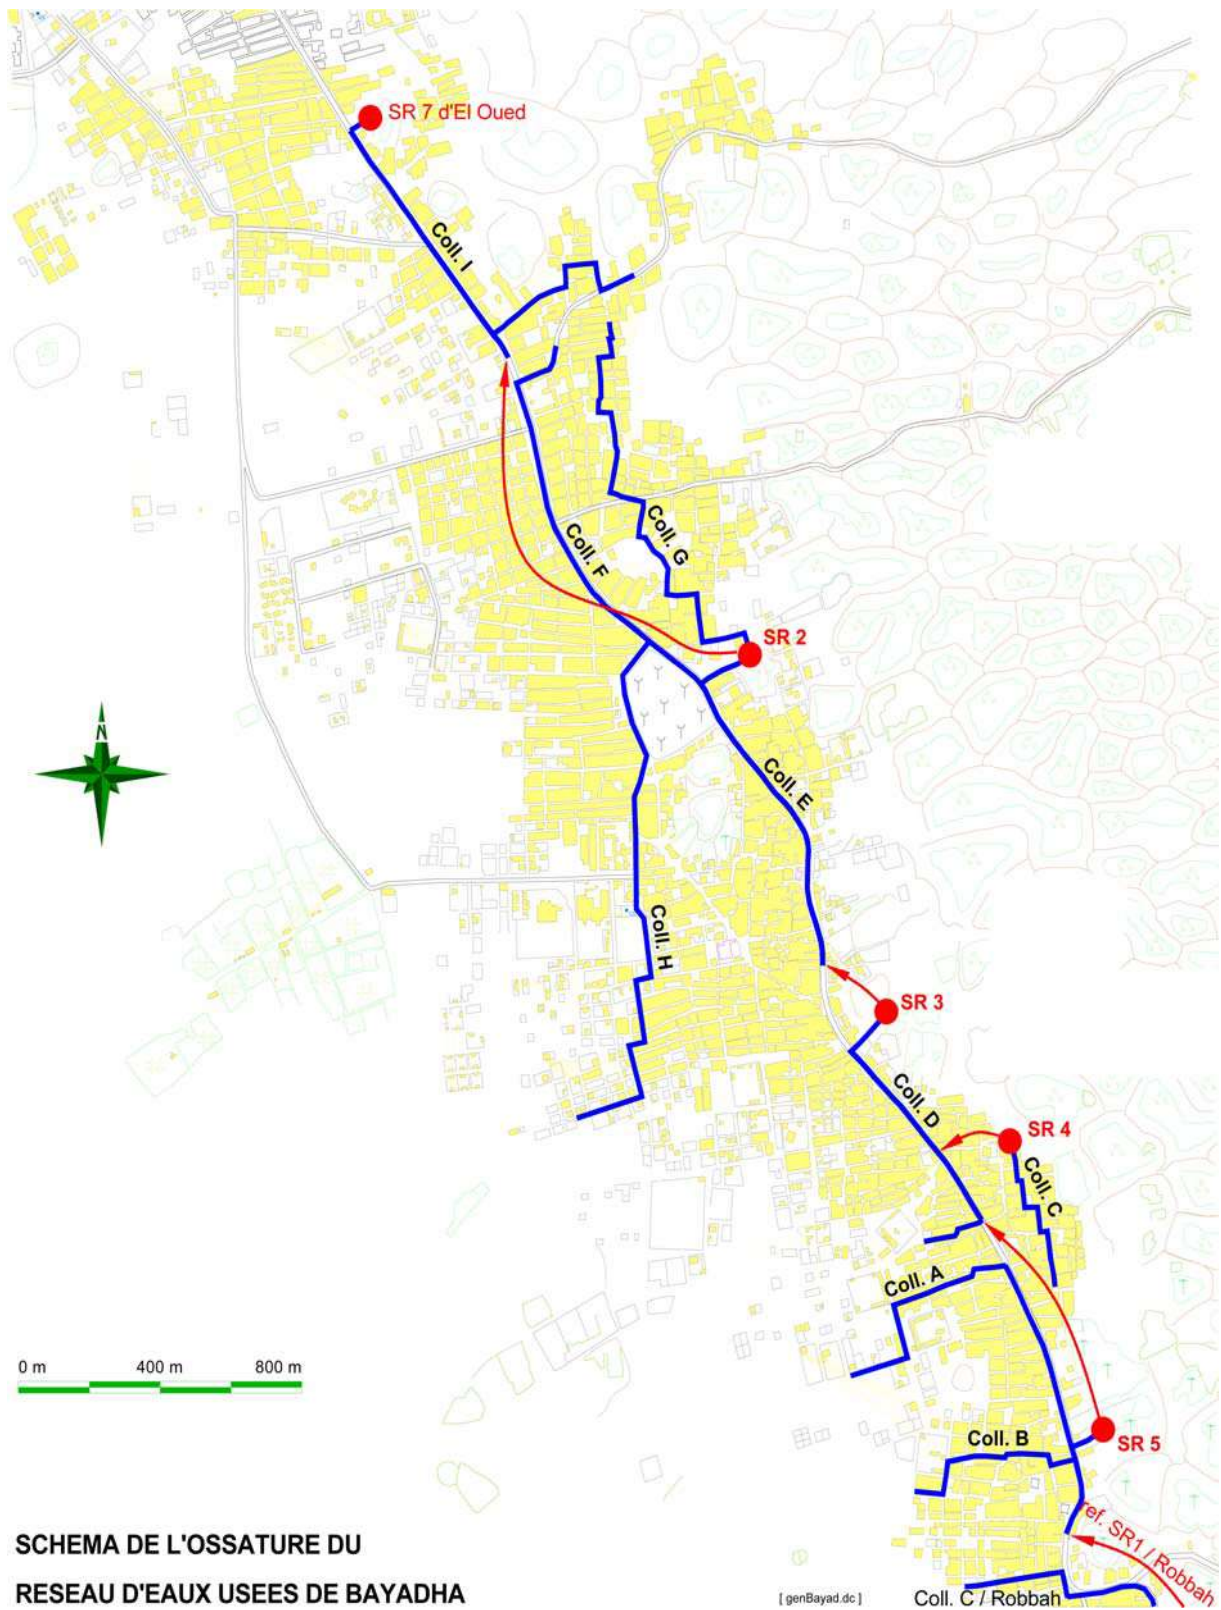 SR 7 d'El Oued
Coll. I
Coll. G
Coll. F
SR 2
N
Coll. E
Coll. H
SR 3
Coll. D
SR 4
Coll. C
Coll. A
0 m 400 m 800 m
Coll. B
SR 5
ref. SR1 / Robbah
SCHEMA DE L'OSSATURE DU
RESEAU D'EAUX USEES DE BAYADHA
[ genBayad.dc ]
Coll. C / Robbah